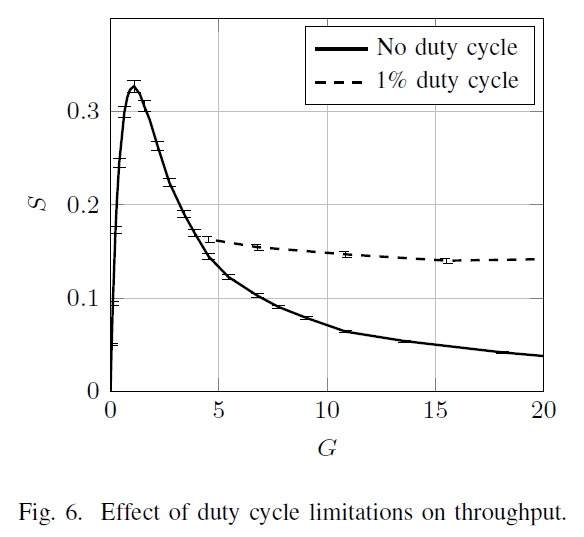 No duty cycle
1% duty cycle
0.3
0.2
0.1
0
S
0 5 10 15 20
G
Fig. 6. Effect of duty cycle limitations on throughput.